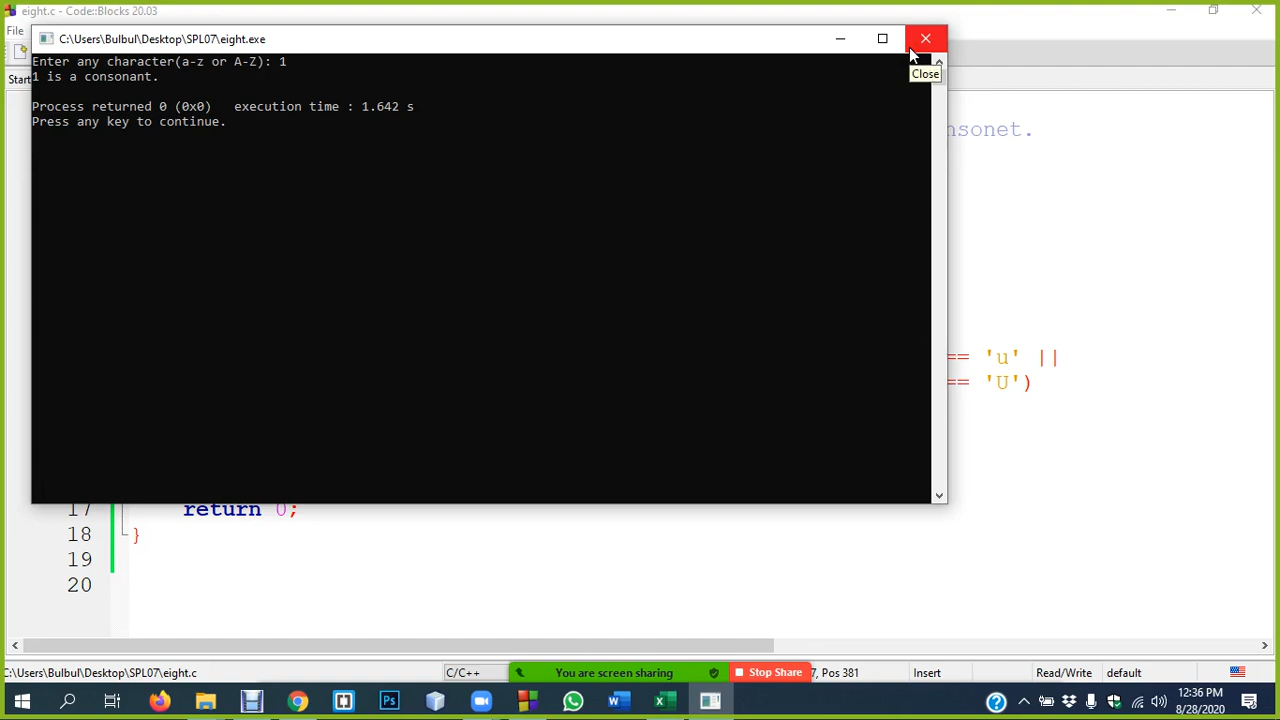 eight.c - Code::Blocks 20.03
File
C:\Users\Bulbul\Desktop\SPL07\eight.exe
Enter any character(a-z or A-Z): 1
1 is a consonant.
Close
Start
Process returned 0 (0x0)   execution time : 1.642 s
Press any key to continue.
nsonet.
== 'u' ||
== 'U')
17 return 0;
18 }
19
20
C:\Users\Bulbul\Desktop\SPL07\eight.c C/C++ You are screen sharing Stop Share 7, Pos 381 Insert Read/Write default
12:36 PM
8/28/2020